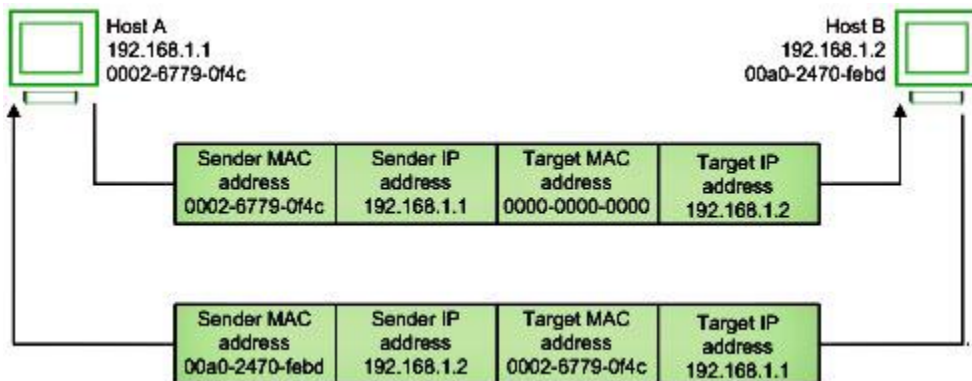 Host A
192.168.1.1
0002-6779-0f4c
Host B
192.168.1.2
00a0-2470-febd
Sender MAC
address
0002-6779-0f4c
Sender IP
address
192.168.1.1
Target MAC
address
0000-0000-0000
Target IP
address
192.168.1.2
Sender MAC
address
00a0-2470-febd
Sender IP
address
192.168.1.2
Target MAC
address
0002-6779-0f4c
Target IP
address
192.168.1.1